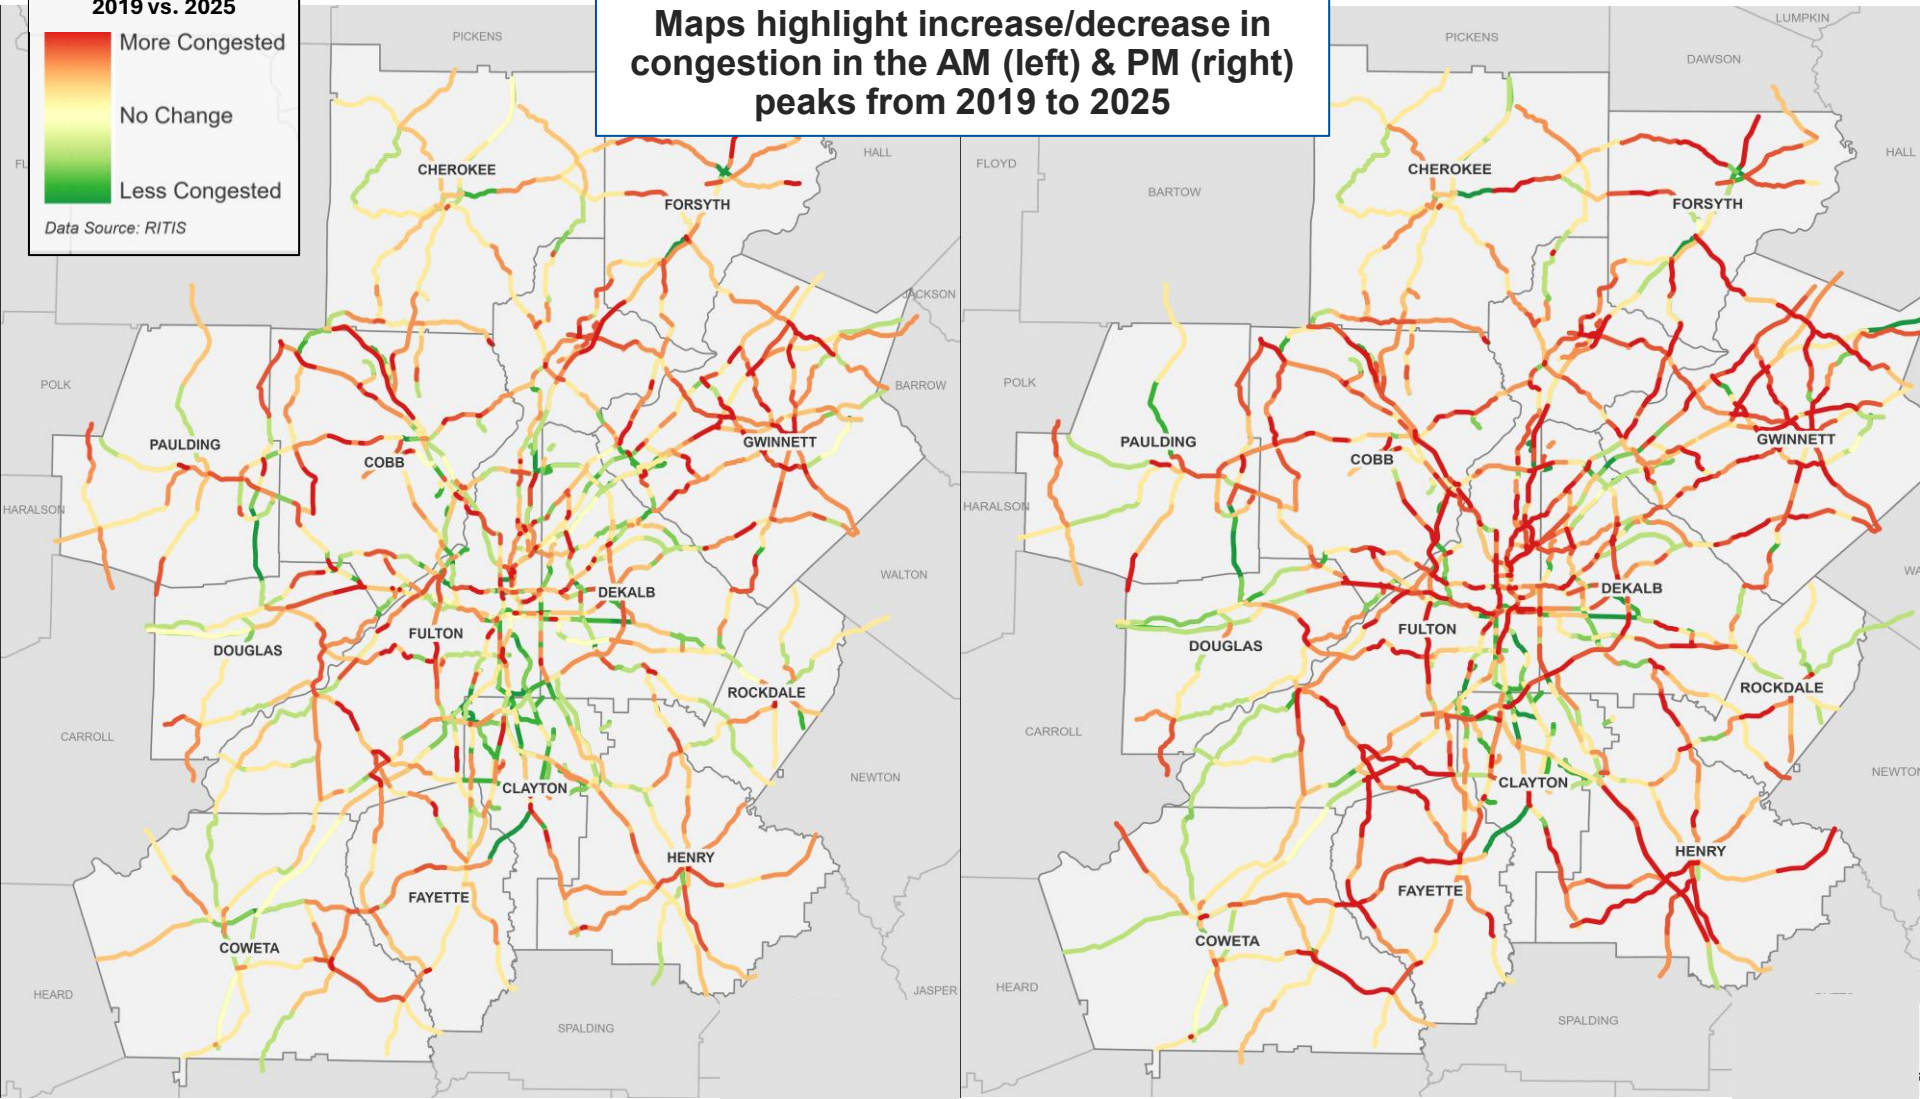 2019 vs. 2025
More Congested
No Change
Less Congested
Data Source: RITIS
Maps highlight increase/decrease in
congestion in the AM (left) & PM (right)
peaks from 2019 to 2025
PICKENS
CHEROKEE
FORSYTH
HALL
JACKSON
POLK
BARROW
PAULDING
COBB
GWINNETT
HARALSON
WALTON
DEKALB
FULTON
DOUGLAS
ROCKDALE
CARROLL
NEWTON
CLAYTON
HENRY
FAYETTE
COWETA
HEARD
JASPER
SPALDING
LUMPKIN
PICKENS
DAWSON
HALL
FLOYD
CHEROKEE
BARTOW
FORSYTH
POLK
PAULDING
COBB
GWINNETT
HARALSON
DEKALB
FULTON
DOUGLAS
ROCKDALE
CARROLL
NEWTON
CLAYTON
HENRY
FAYETTE
COWETA
HEARD
SPALDING